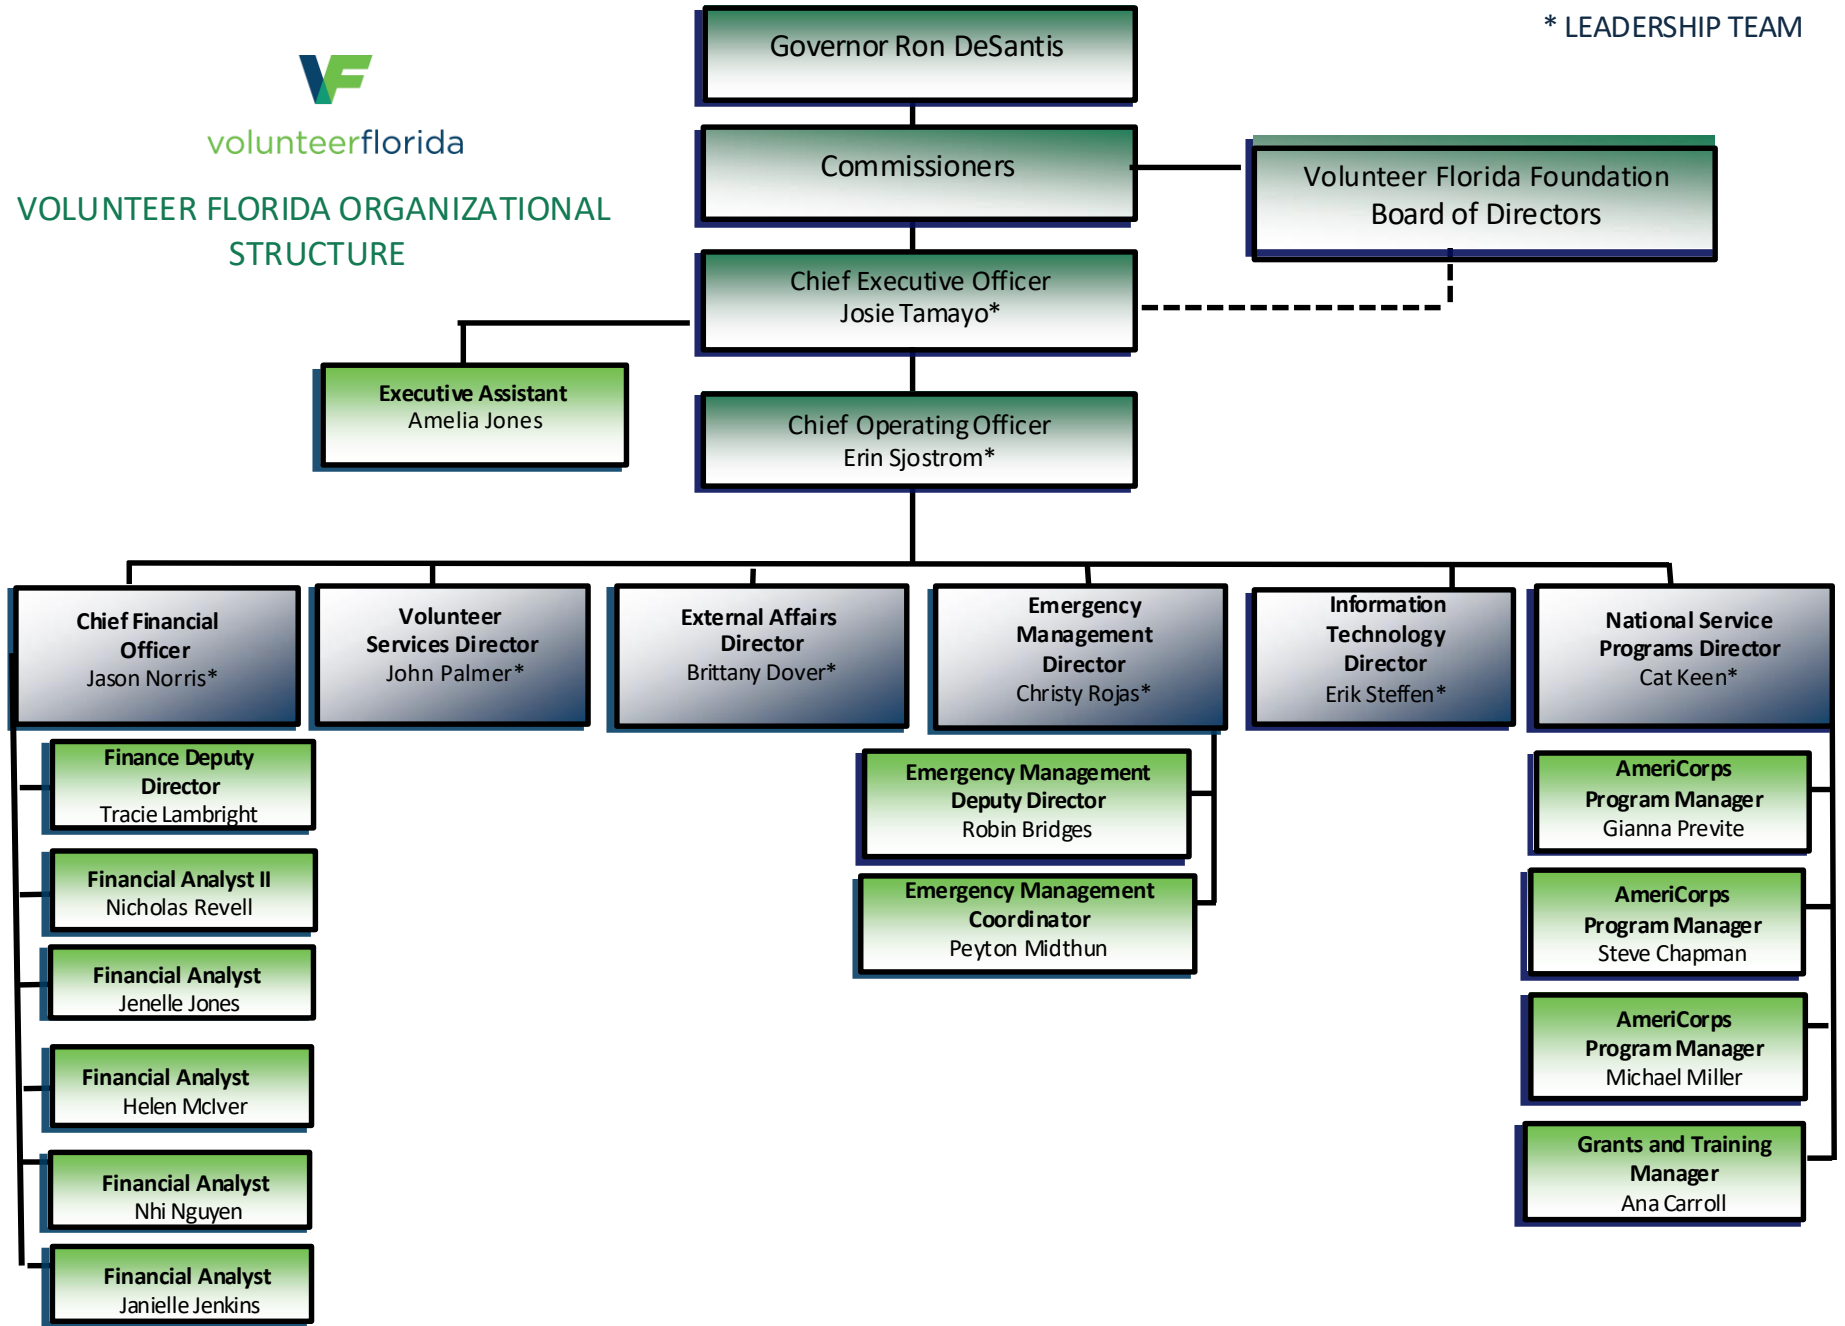 * LEADERSHIP TEAM
VF
volunteerflorida
VOLUNTEER FLORIDA ORGANIZATIONAL
STRUCTURE
Governor Ron DeSantis
Commissioners
Volunteer Florida Foundation
Board of Directors
Chief Executive Officer
Josie Tamayo*
Executive Assistant
Amelia Jones
Chief Operating Officer
Erin Sjostrom*
Chief Financial
Officer
Jason Norris*
Volunteer
Services Director
John Palmer*
External Affairs
Director
Brittany Dover*
Emergency
Management
Director
Christy Rojas*
Information
Technology
Director
Erik Steffen*
National Service
Programs Director
Cat Keen*
Finance Deputy
Director
Tracie Lambright
Financial Analyst II
Nicholas Revell
Financial Analyst
Jenelle Jones
Financial Analyst
Helen McIver
Financial Analyst
Nhi Nguyen
Financial Analyst
Janielle Jenkins
Emergency Management
Deputy Director
Robin Bridges
Emergency Management
Coordinator
Peyton Midthun
AmeriCorps
Program Manager
Gianna Previte
AmeriCorps
Program Manager
Steve Chapman
AmeriCorps
Program Manager
Michael Miller
Grants and Training
Manager
Ana Carroll